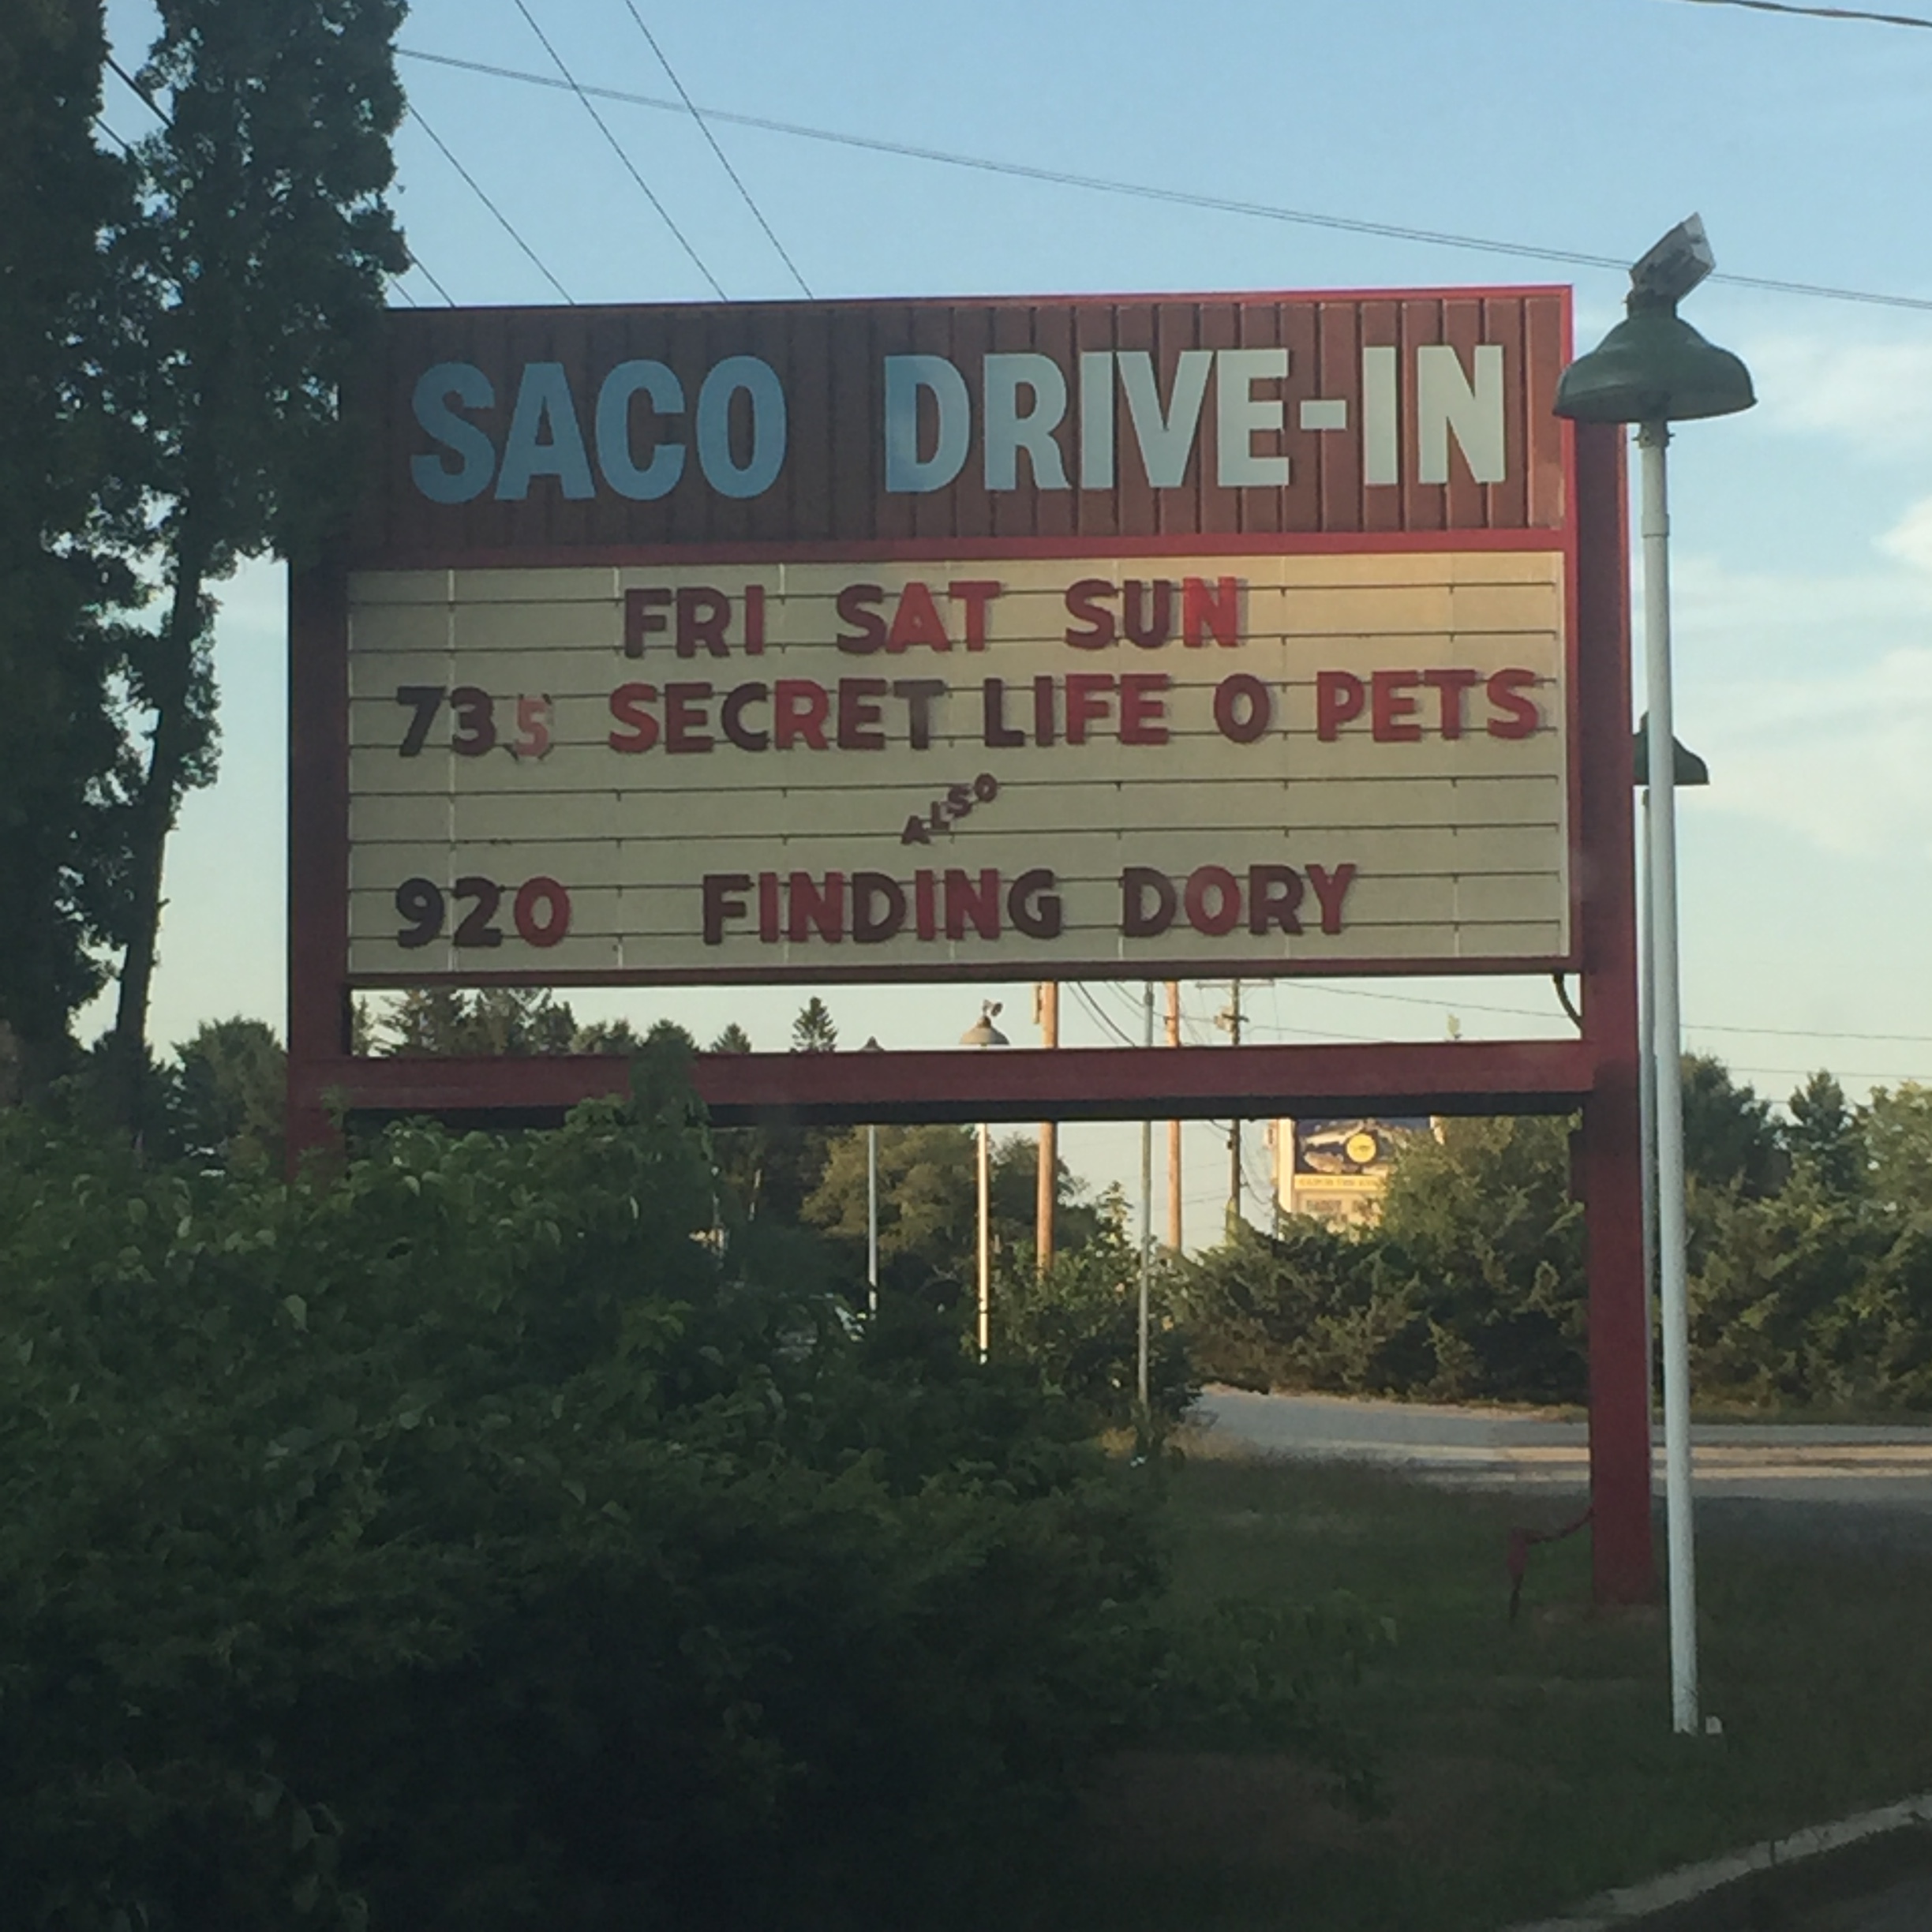 SACO DRIVE-IN
FRI SAT SUN
735 SECRET LIFE O PETS
ALSO
920 FINDING DORY